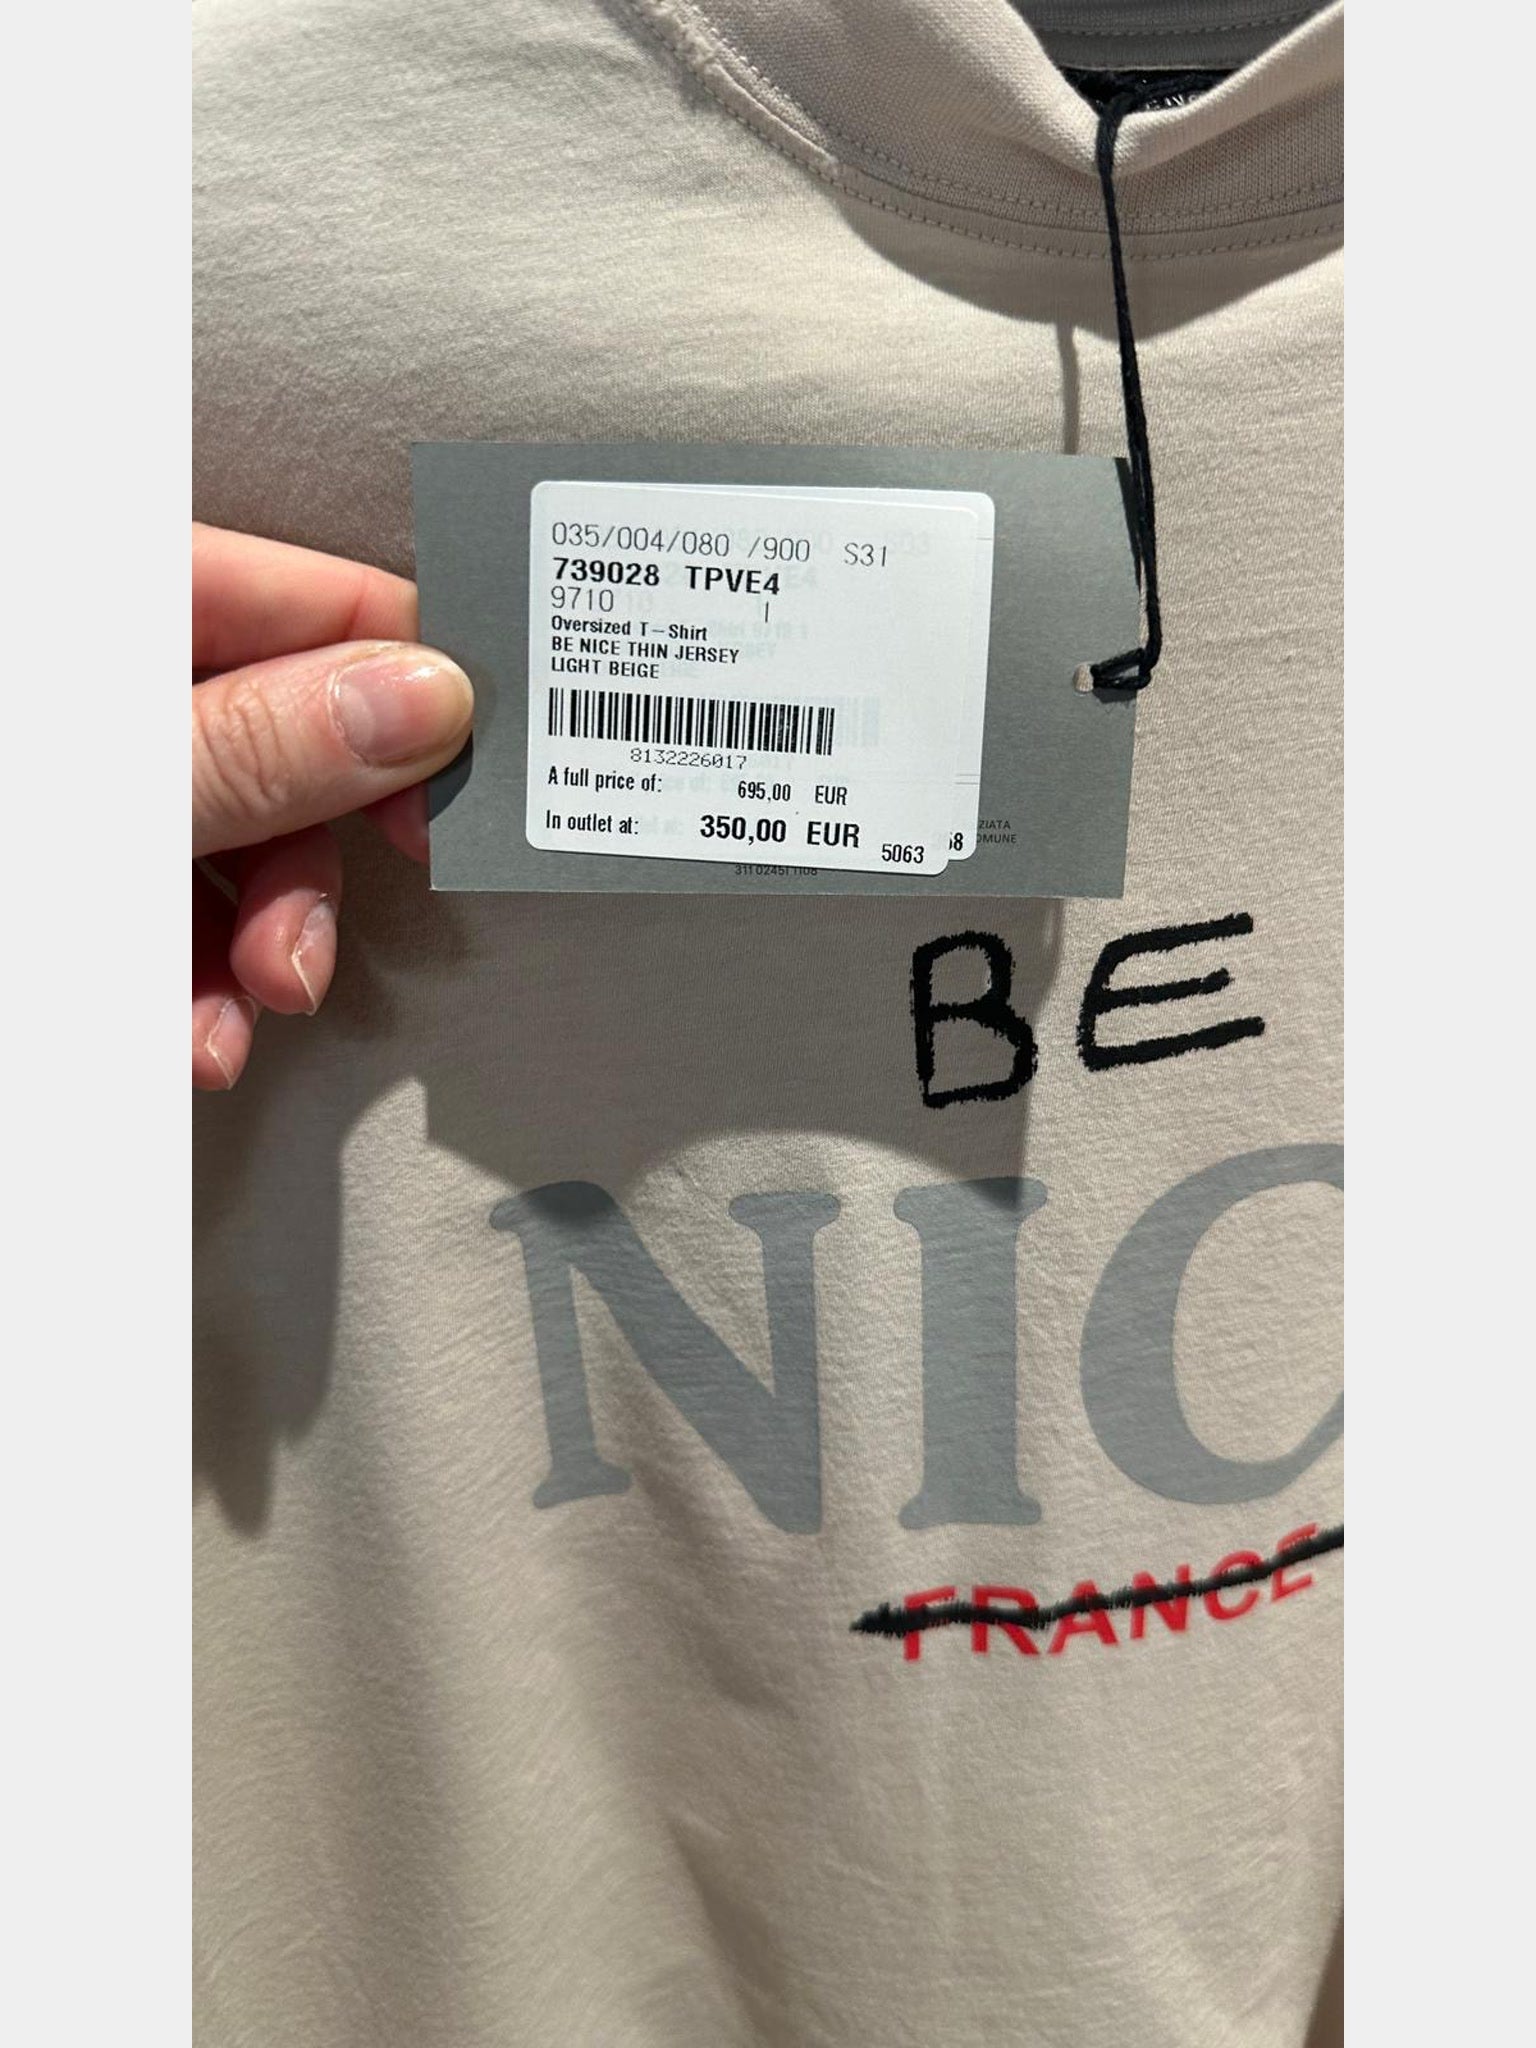 035/004/080 /900 S31
739028 TPVE4
9710 I
Oversized T-Shirt
BE NICE THIN JERSEY
LIGHT BEIGE
8132226017
A full price of: 695,00 EUR
In outlet at: 350,00 EUR
5063
BE
NIC
FRANCE